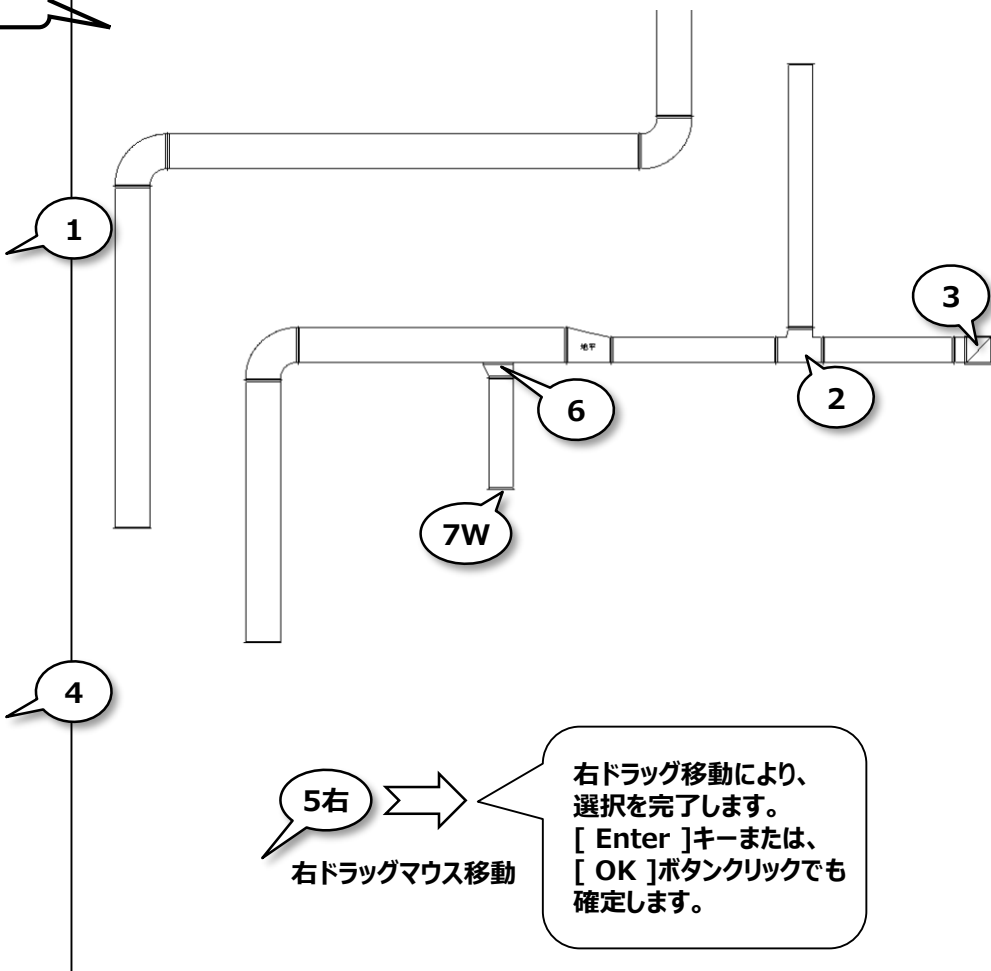 1
3
地平
2
6
7W
4
5右
右ドラッグマウス移動
右ドラッグ移動により、
選択を完了します。
[ Enter ]キーまたは、
[ OK ]ボタンクリックでも
確定します。